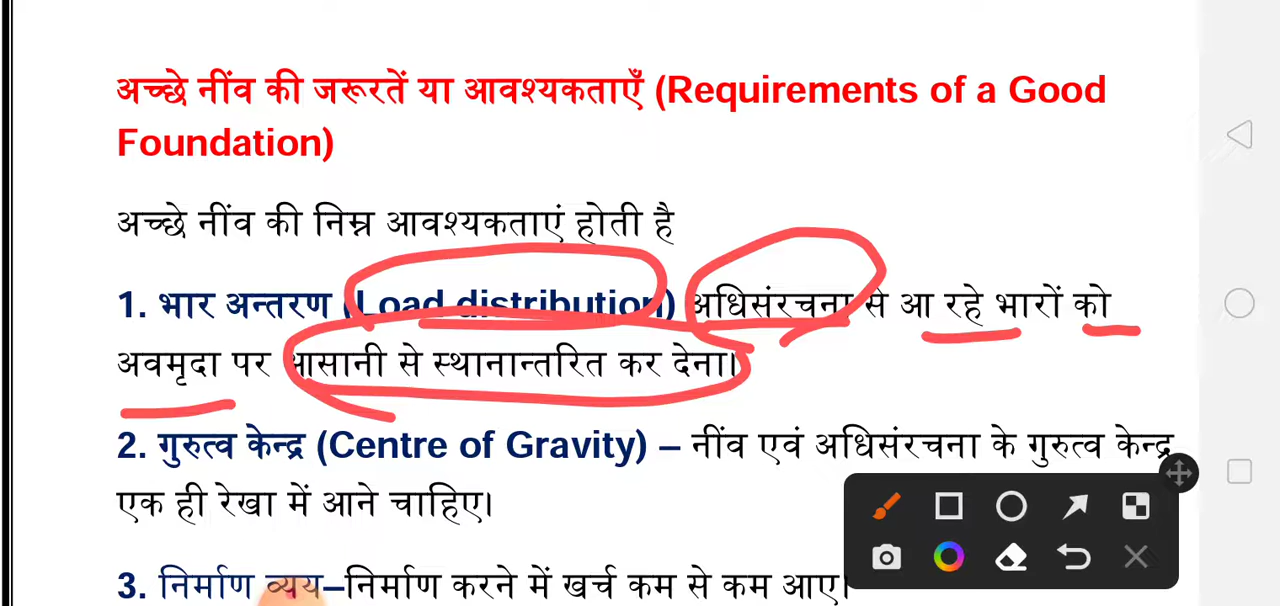 अच्छे नींव की जरूरतें या आवश्यकताएँ (Requirements of a Good
Foundation)
अच्छे नींव की निम्न आवश्यकताएं होती है
1. भार अन्तरण (Load distribution) अधिसंरचना से आ रहे भारों को
अवमृदा पर आसानी से स्थानान्तरित कर देना।
2. गुरुत्व केन्द्र (Centre of Gravity) – नींव एवं अधिसंरचना के गुरुत्व केन्द्र
एक ही रेखा में आने चाहिए।
3. निर्माण व्यय–निर्माण करने में खर्च कम से कम आए।